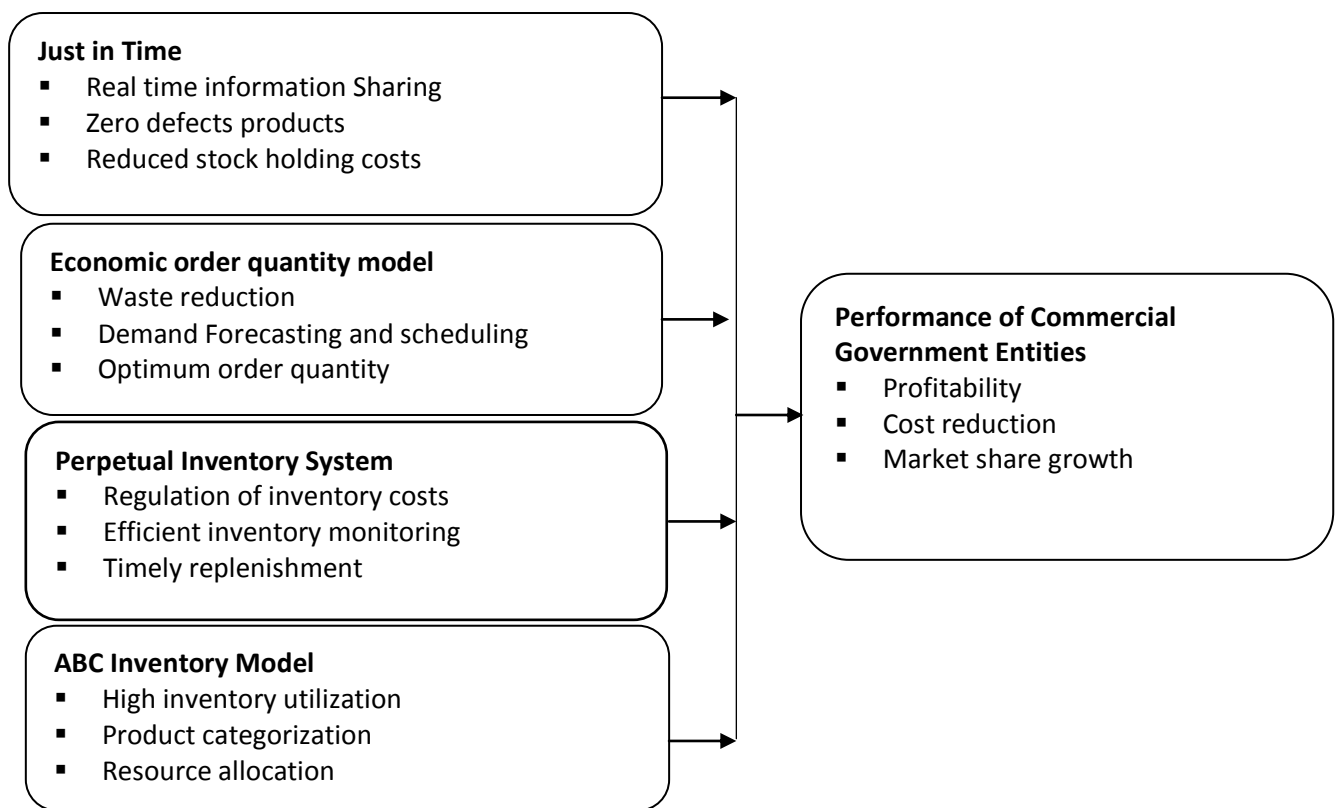 Just in Time
▪ Real time information Sharing
▪ Zero defects products
▪ Reduced stock holding costs
Economic order quantity model
▪ Waste reduction
▪ Demand Forecasting and scheduling
▪ Optimum order quantity
Perpetual Inventory System
▪ Regulation of inventory costs
▪ Efficient inventory monitoring
▪ Timely replenishment
ABC Inventory Model
▪ High inventory utilization
▪ Product categorization
▪ Resource allocation
Performance of Commercial
Government Entities
▪ Profitability
▪ Cost reduction
▪ Market share growth